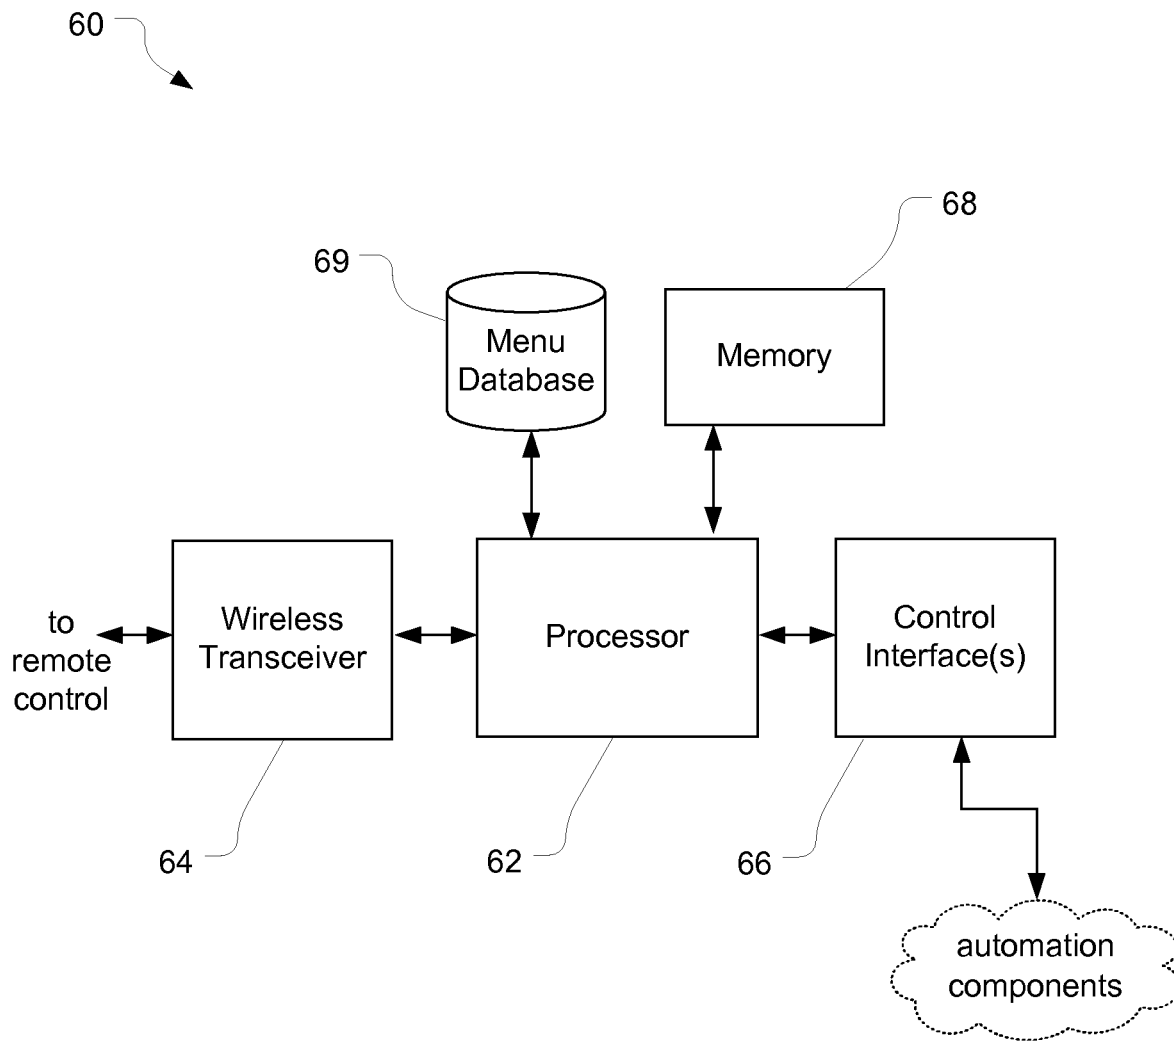 60
68
69
Menu
Database
Memory
to
remote
control
Wireless
Transceiver
Processor
Control
Interface(s)
64
62
66
automation
components